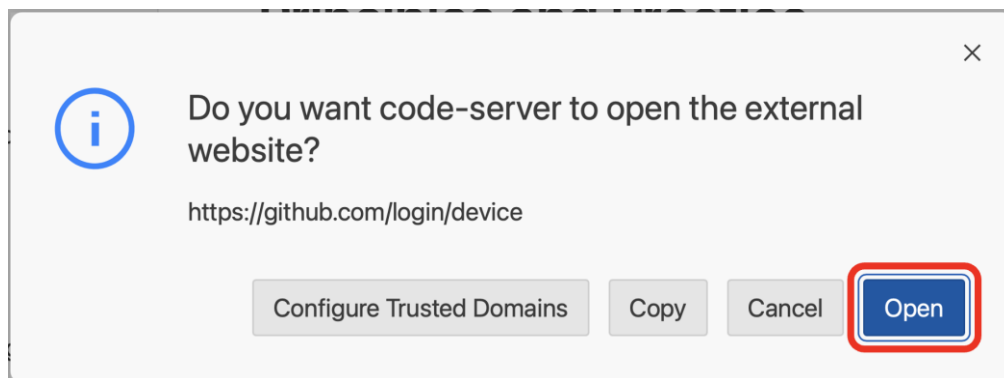 Do you want code-server to open the external
website?
https://github.com/login/device
Configure Trusted Domains
Copy
Cancel
Open